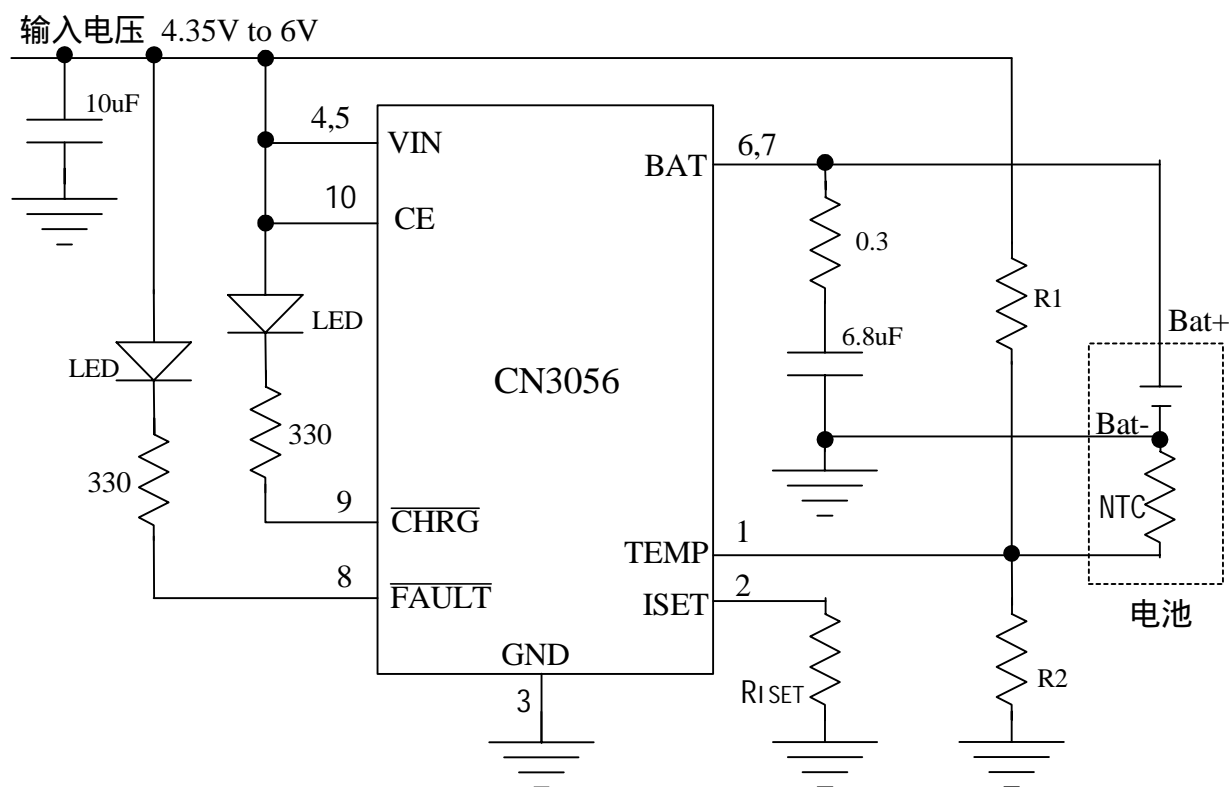 输入电压 4.35V to 6V
10uF
4,5
VIN
6,7
BAT
10
CE
0.3
R1
LED
LED
6.8uF
Bat+
CN3056
Bat-
330
330
NTC
9
CHRG
1
TEMP
8
FAULT
2
ISET
电池
GND
3
RISET
R2